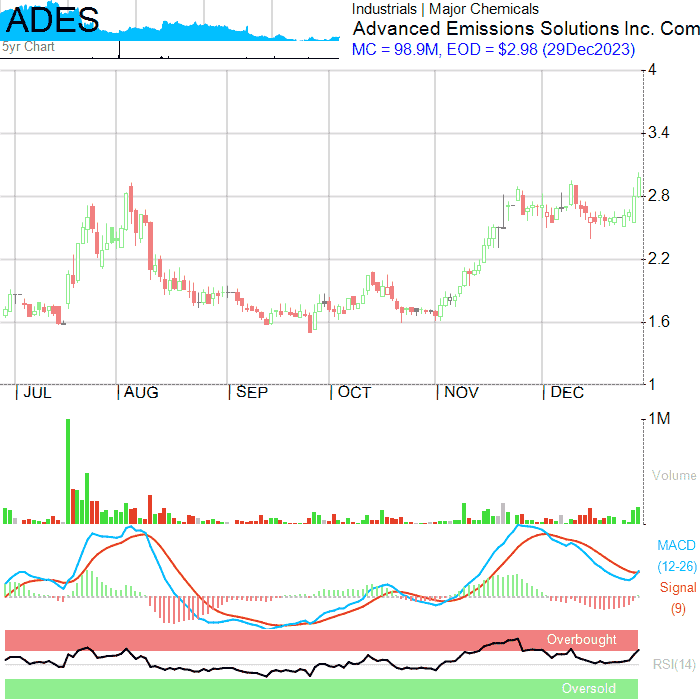 ADES
5yr Chart
Industrials | Major Chemicals
Advanced Emissions Solutions Inc. Com
MC = 98.9M, EOD = $2.98 (29Dec2023)
4
3.4
2.8
2.2
1.6
1
|JUL |AUG |SEP |OCT |NOV |DEC
1M
Volume
MACD
(12-26)
Signal
(9)
Overbought
RSI(14)
Oversold